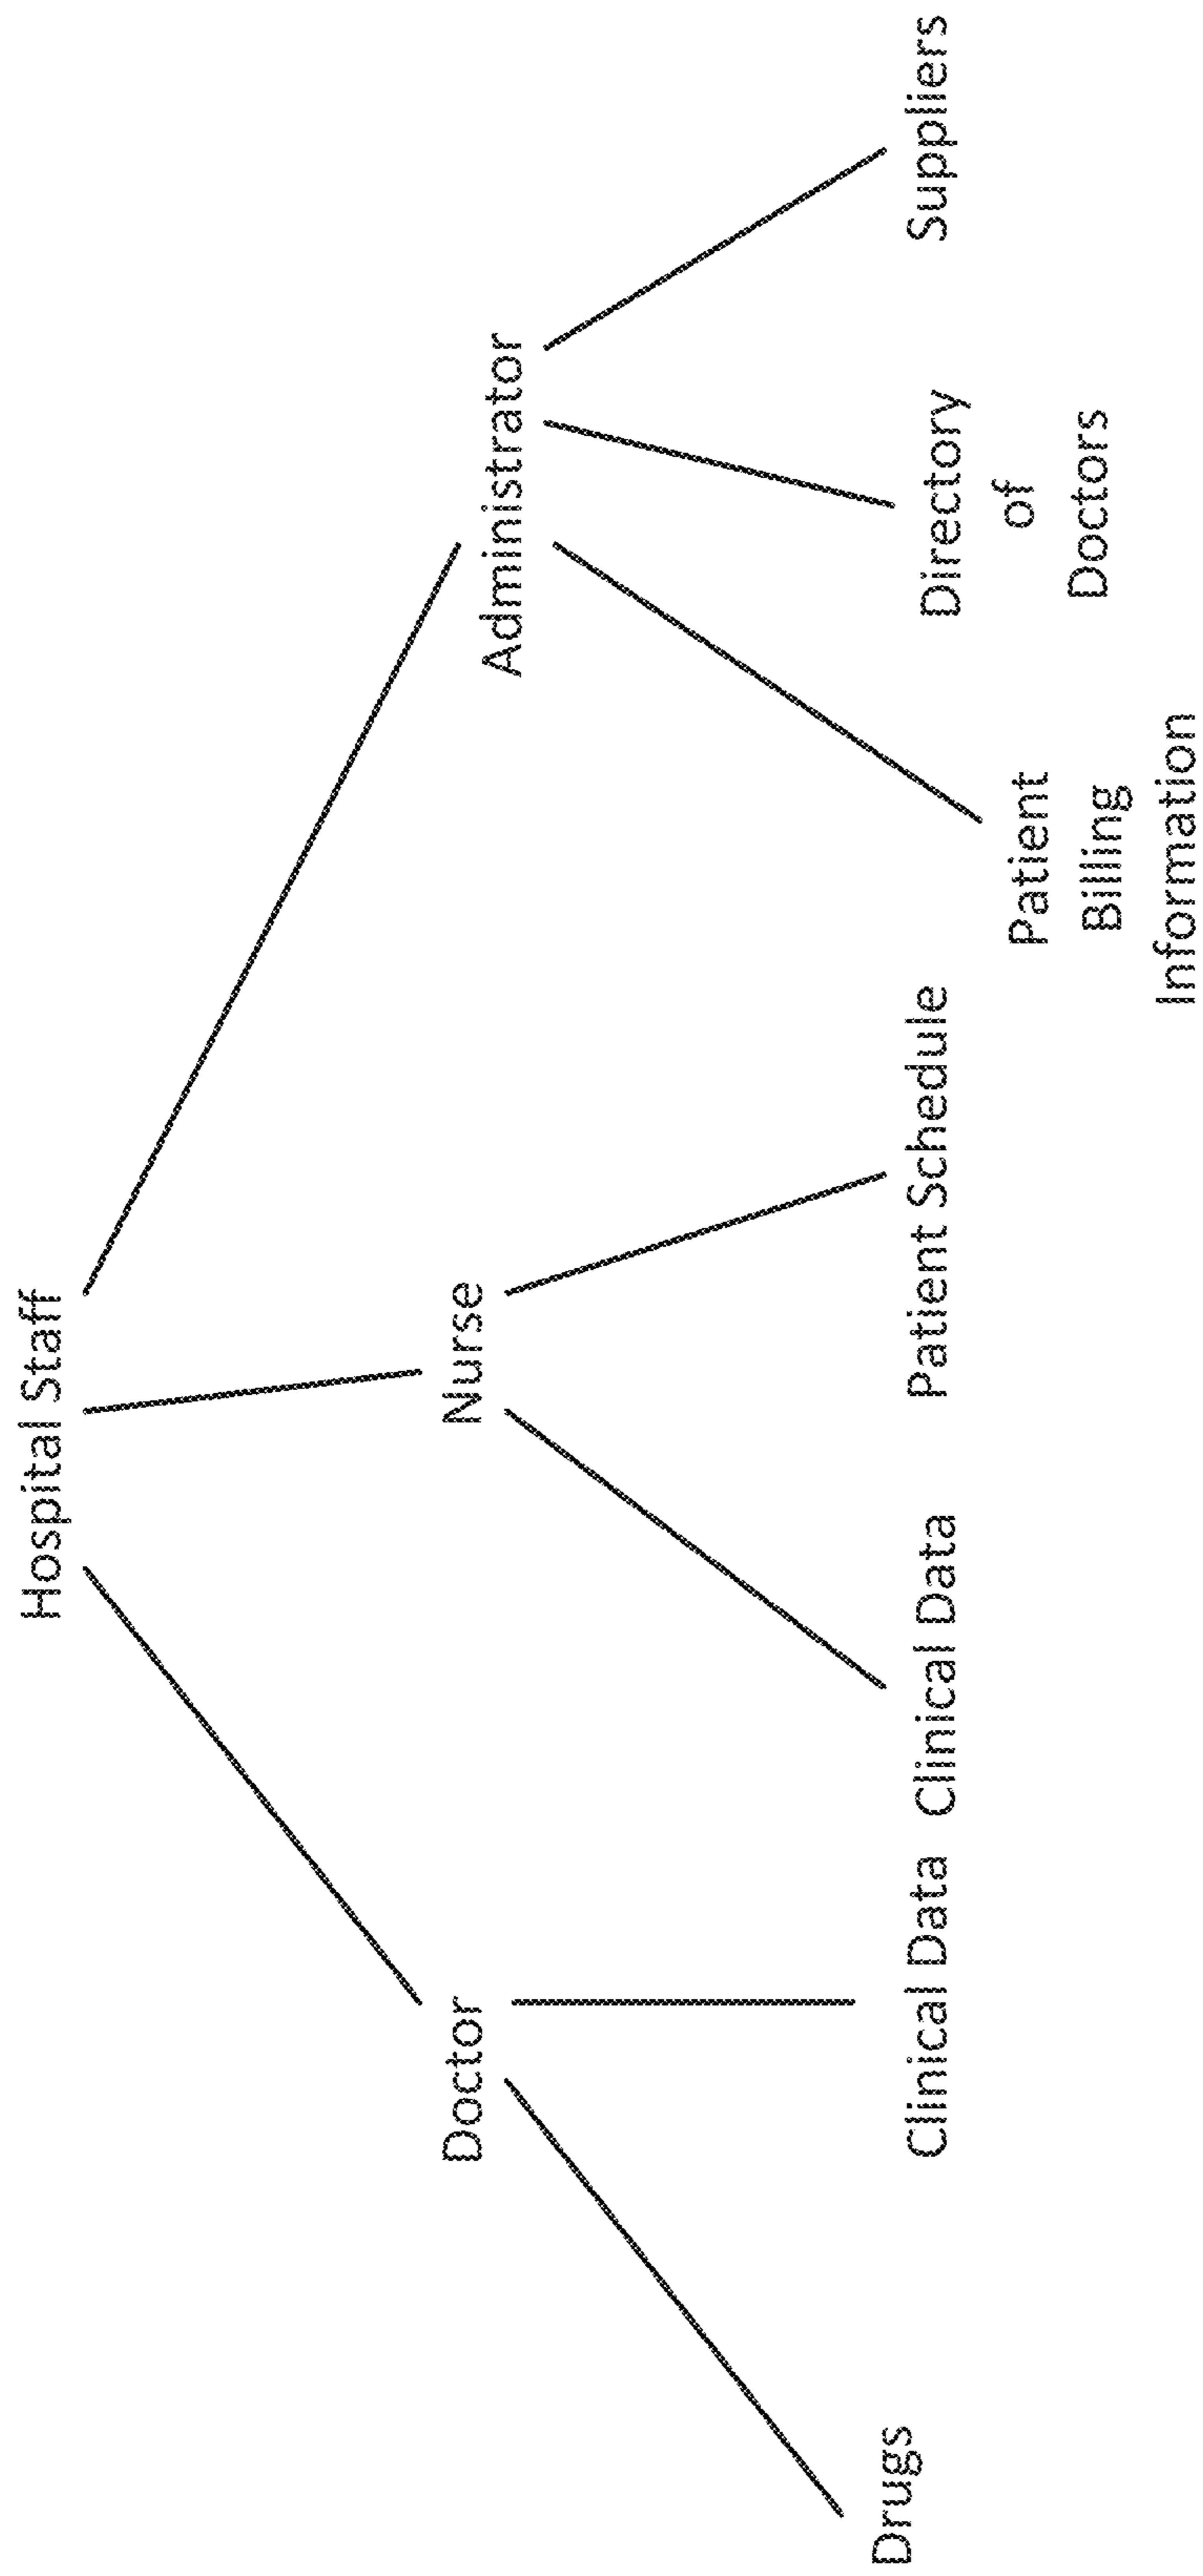 Hospital Staff
Doctor
Nurse
Administrator
Drugs
Clinical Data
Clinical Data
Patient Schedule
Patient
Billing
Information
Directory
of
Doctors
Suppliers